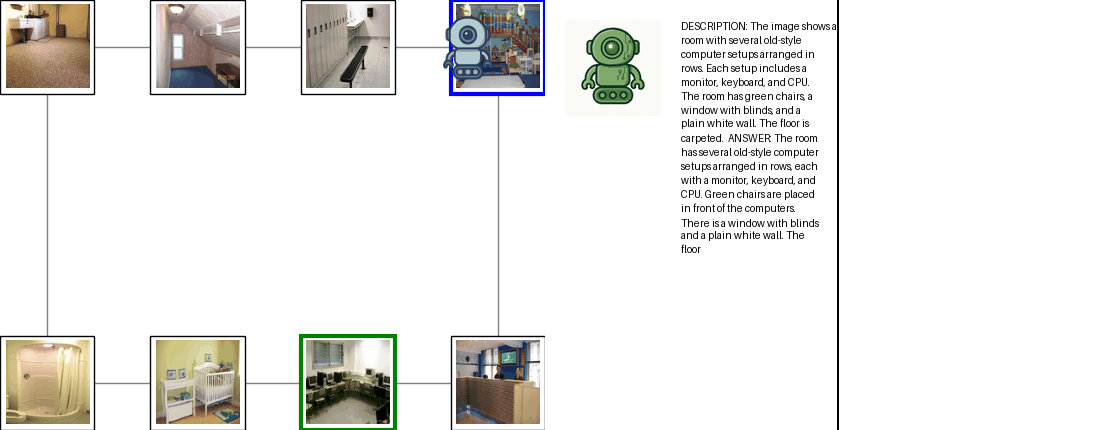 DESCRIPTION: The image shows a
room with several old-style
computer setups arranged in
rows. Each setup includes a
monitor, keyboard, and CPU.
The room has green chairs, a
window with blinds, and a
plain white wall. The floor is
carpeted.  ANSWER: The room
has several old-style computer
setups arranged in rows, each
with a monitor, keyboard, and
CPU. Green chairs are placed
in front of the computers.
There is a window with blinds
and a plain white wall. The
floor